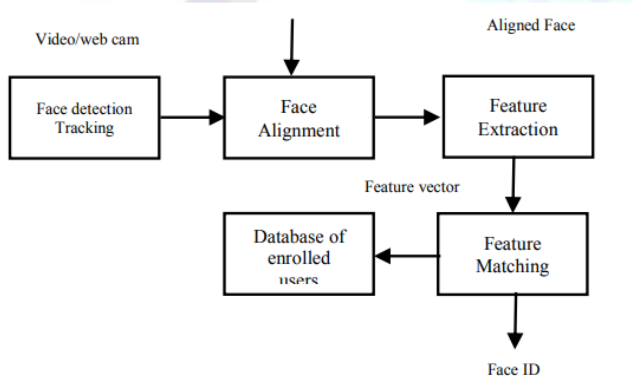 Video/web cam
Aligned Face
Face detection
Tracking
Face
Alignment
Feature
Extraction
Feature vector
Database of
enrolled
users
Feature
Matching
Face ID